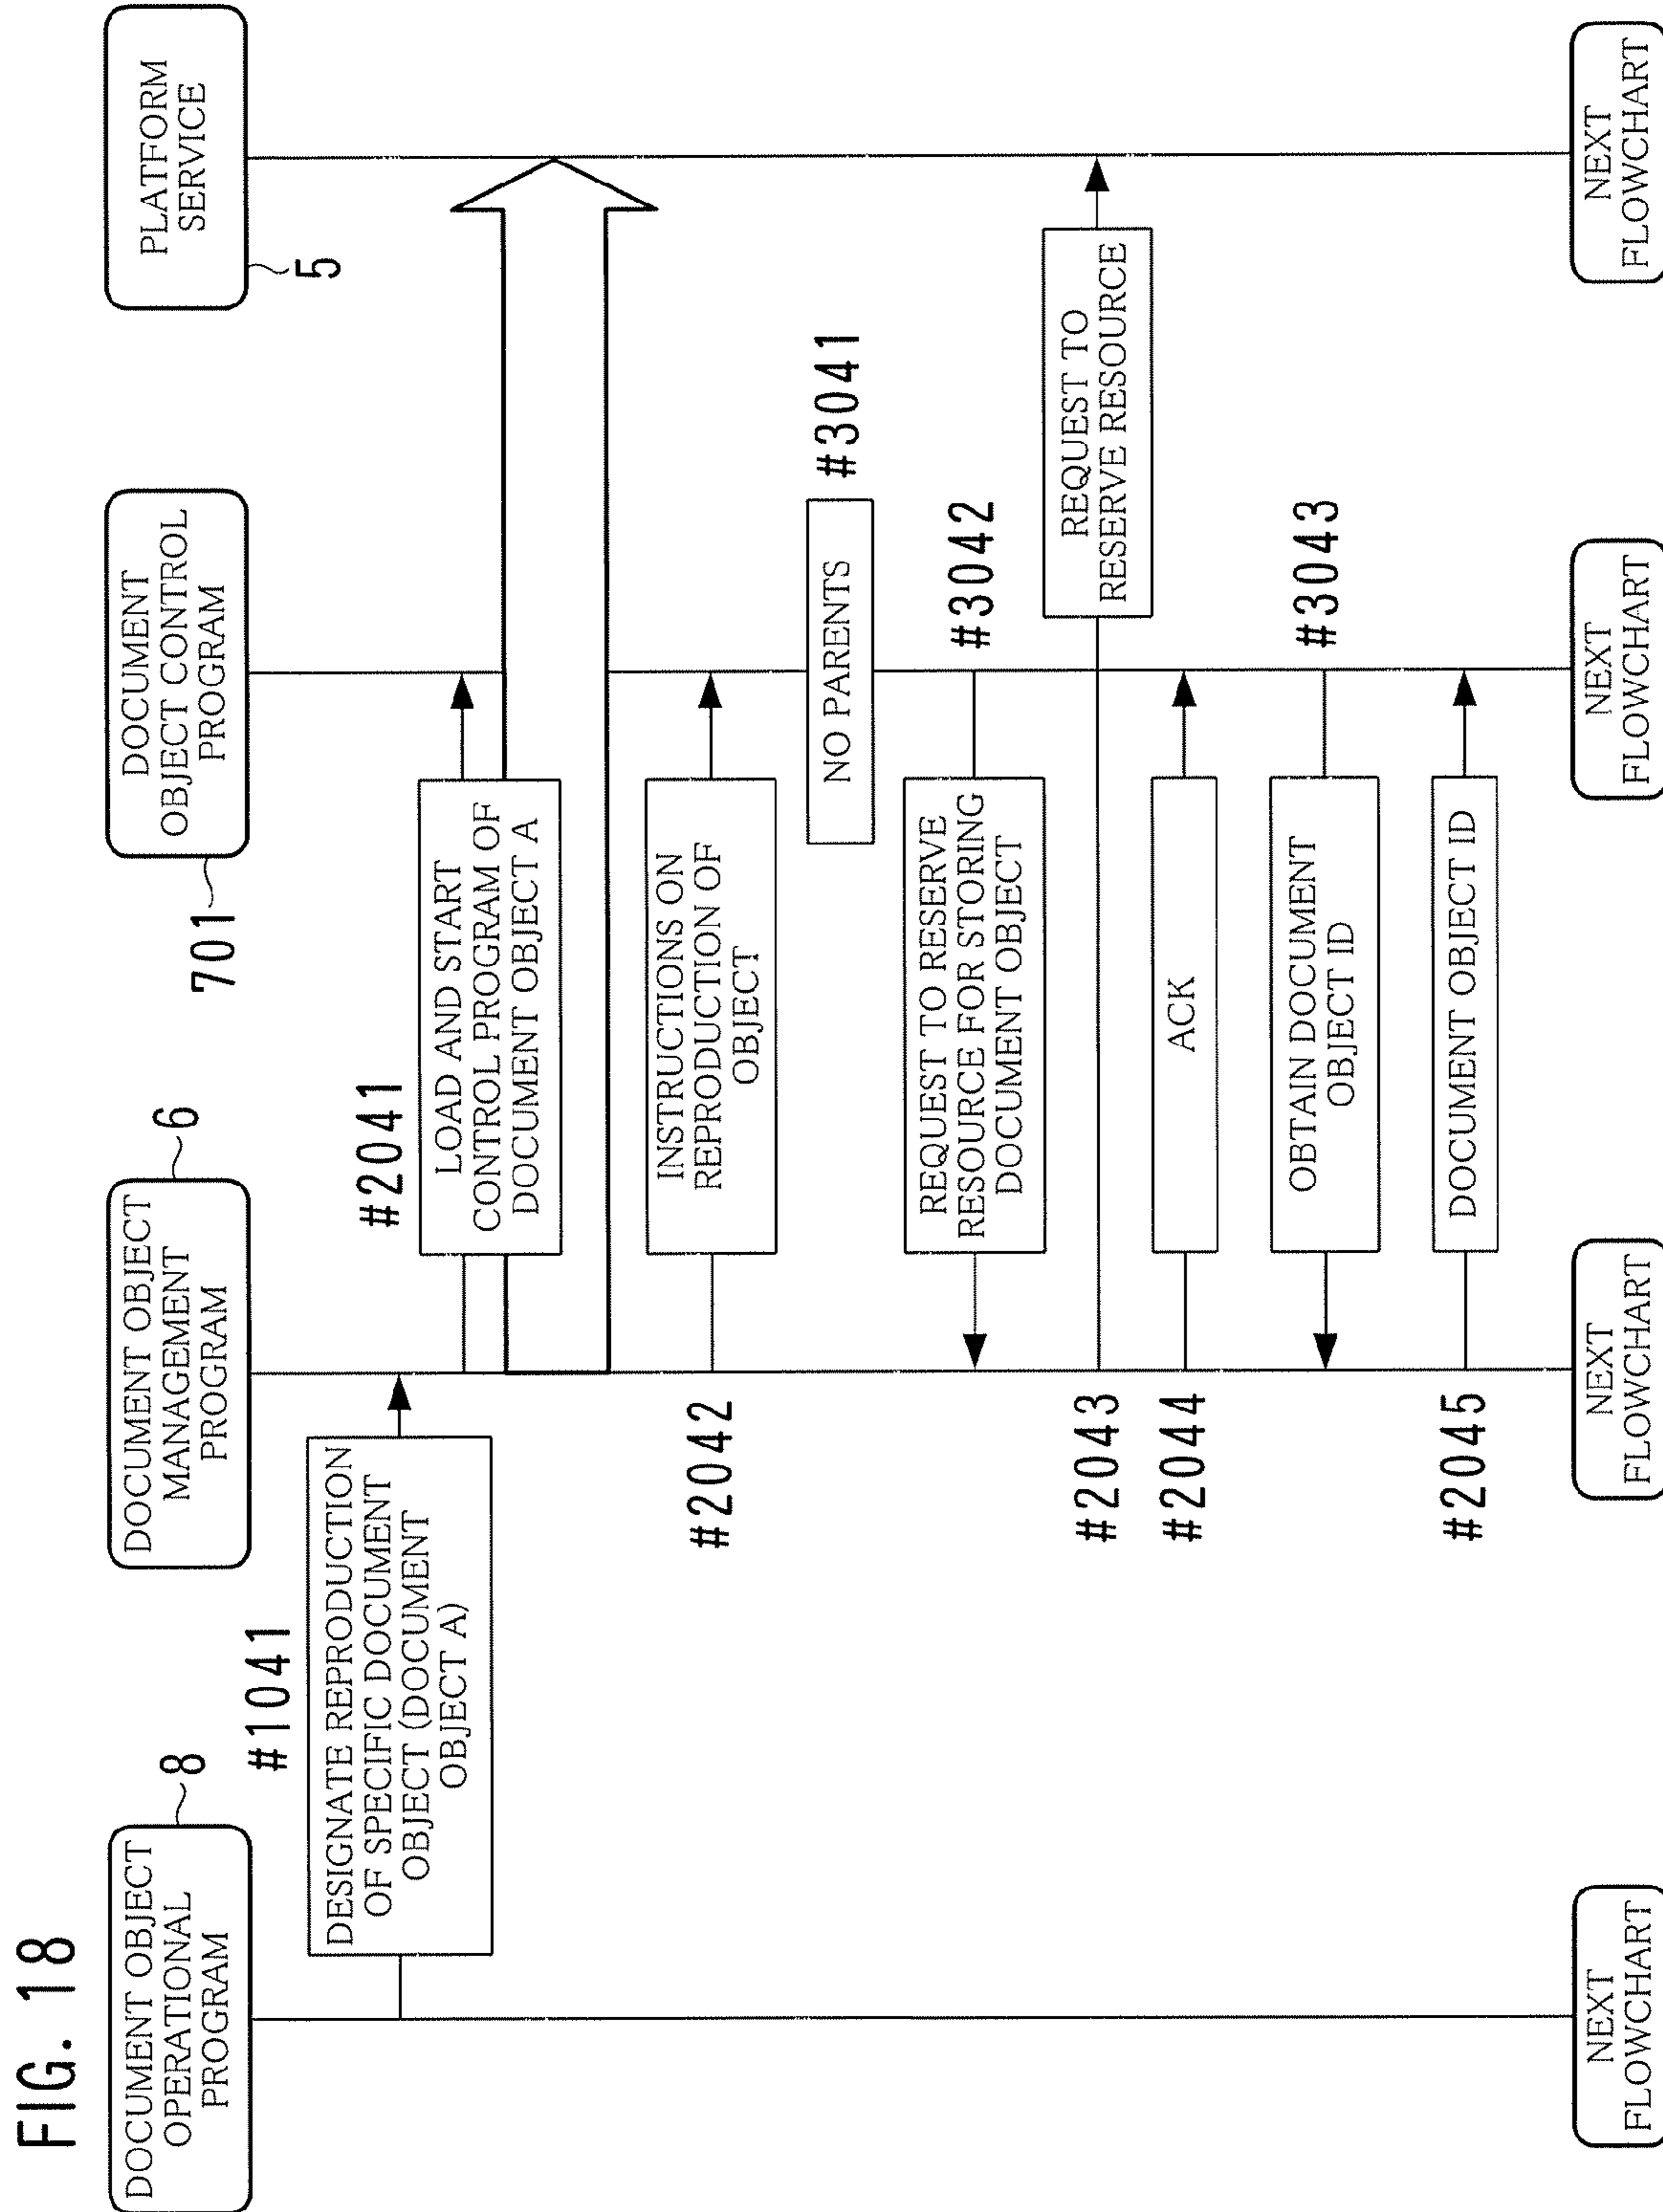 FIG. 18
DOCUMENT OBJECT
OPERATIONAL
PROGRAM
8
DOCUMENT OBJECT
MANAGEMENT
PROGRAM
6
DOCUMENT
OBJECT CONTROL
PROGRAM
701
PLATFORM
SERVICE
5
#1041
DESIGNATE REPRODUCTION
OF SPECIFIC DOCUMENT
OBJECT (DOCUMENT
OBJECT A)
#2041
LOAD AND START
CONTROL PROGRAM OF
DOCUMENT OBJECT A
INSTRUCTIONS ON
REPRODUCTION OF
OBJECT
#2042
NO PARENTS
#3041
REQUEST TO RESERVE
RESOURCE FOR STORING
DOCUMENT OBJECT
#3042
REQUEST TO
RESERVE RESOURCE
#2043
ACK
#2044
OBTAIN DOCUMENT
OBJECT ID
#3043
DOCUMENT OBJECT ID
#2045
NEXT
FLOWCHART
NEXT
FLOWCHART
NEXT
FLOWCHART
NEXT
FLOWCHART